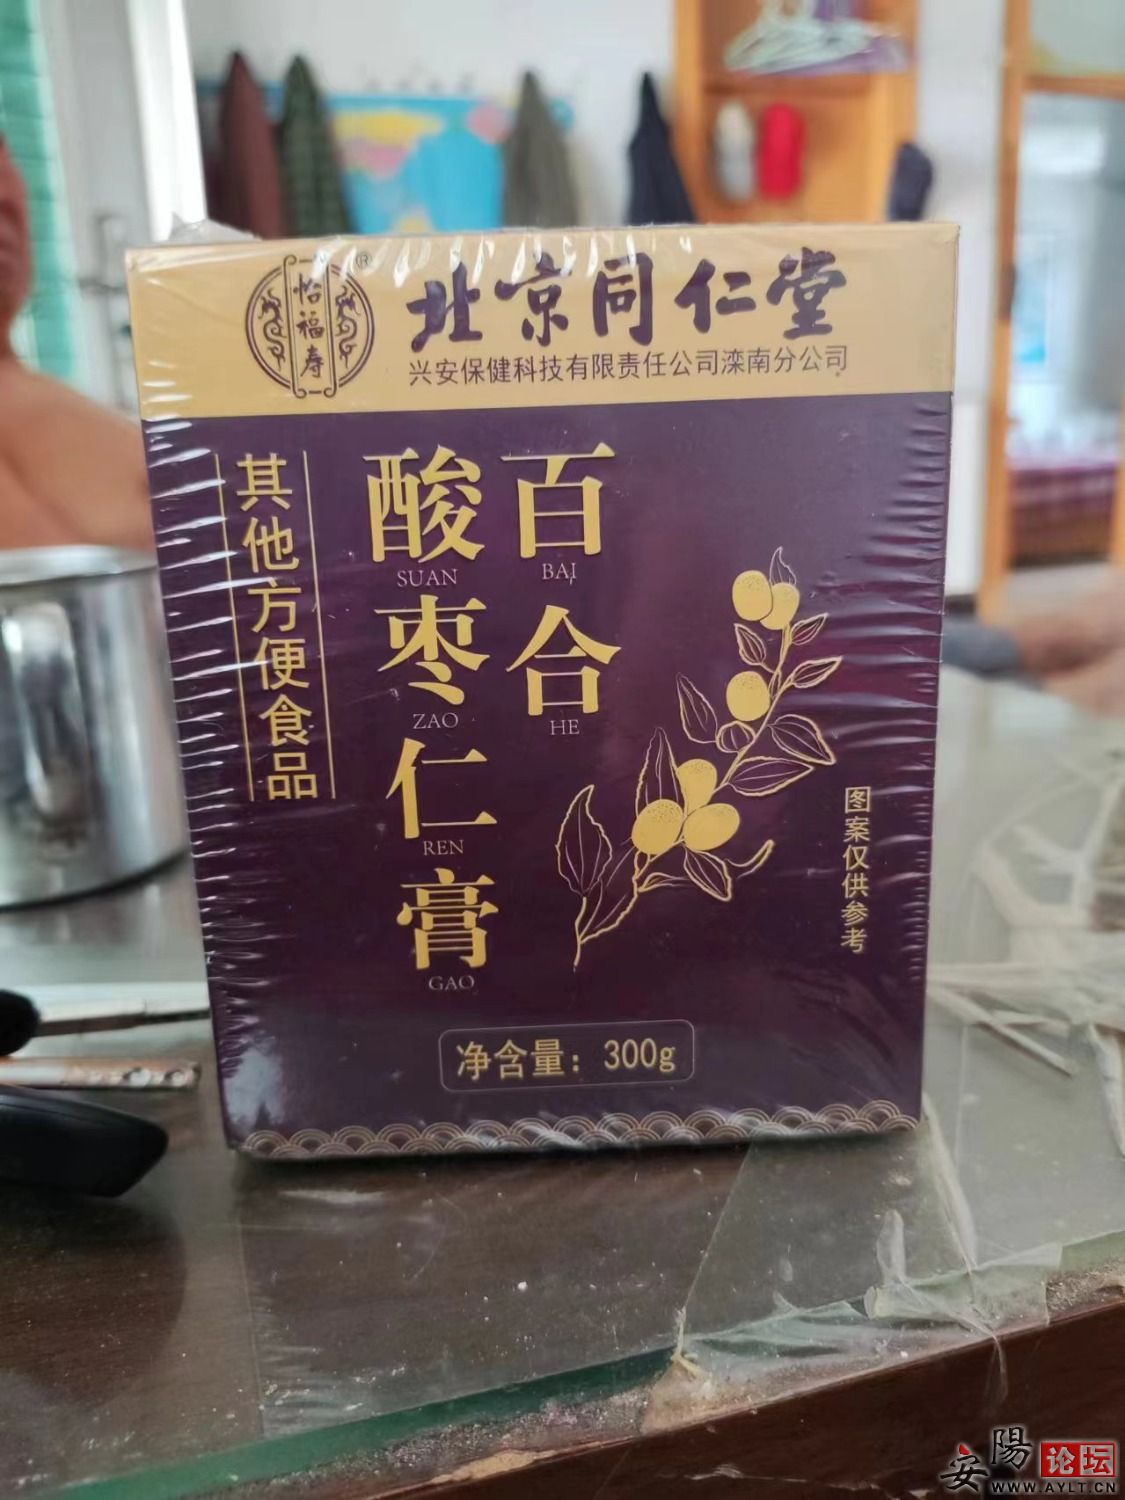 怡福寿
®
北京同仁堂
兴安保健科技有限责任公司滦南分公司
百合
BAI
HE
酸枣仁膏
SUAN
ZAO
REN
GAO
其他方便食品
图案仅供参考
净含量：300g
安陽论坛
WWW.AYLT.CN